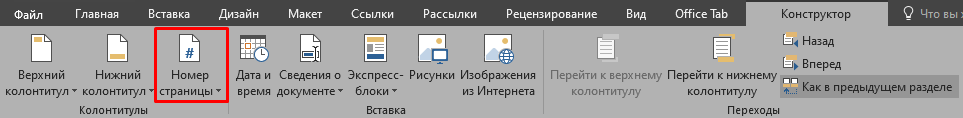 Файл Главная Вставка Дизайн Макет Ссылки Рассылки Рецензирование Вид Office Tab Конструктор Что вы
Верхний колонтитул
Нижний колонтитул
Номер страницы
Дата и время
Сведения о документе
Экспресс-блоки
Рисунки
Изображения из Интернета
Перейти к верхнему колонтитулу
Перейти к нижнему колонтитулу
Назад
Вперед
Как в предыдущем разделе
Колонтитулы Вставка Переходы